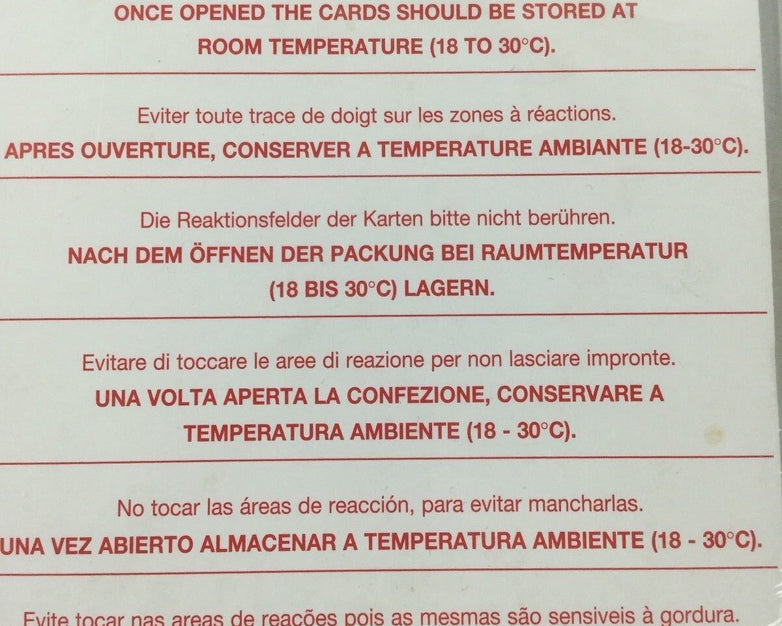 ONCE OPENED THE CARDS SHOULD BE STORED AT
ROOM TEMPERATURE (18 TO 30°C).
Eviter toute trace de doigt sur les zones à réactions.
APRES OUVERTURE, CONSERVER A TEMPERATURE AMBIANTE (18-30°C).
Die Reaktionsfelder der Karten bitte nicht berühren.
NACH DEM ÖFFNEN DER PACKUNG BEI RAUMTEMPERATUR
(18 BIS 30°C) LAGERN.
Evitare di toccare le aree di reazione per non lasciare impronte.
UNA VOLTA APERTA LA CONFEZIONE, CONSERVARE A
TEMPERATURA AMBIENTE (18 - 30°C).
No tocar las áreas de reacción, para evitar mancharlas.
UNA VEZ ABIERTO ALMACENAR A TEMPERATURA AMBIENTE (18 - 30°C).
Evite tocar nas areas de reações pois as mesmas são sensiveis à gordura.